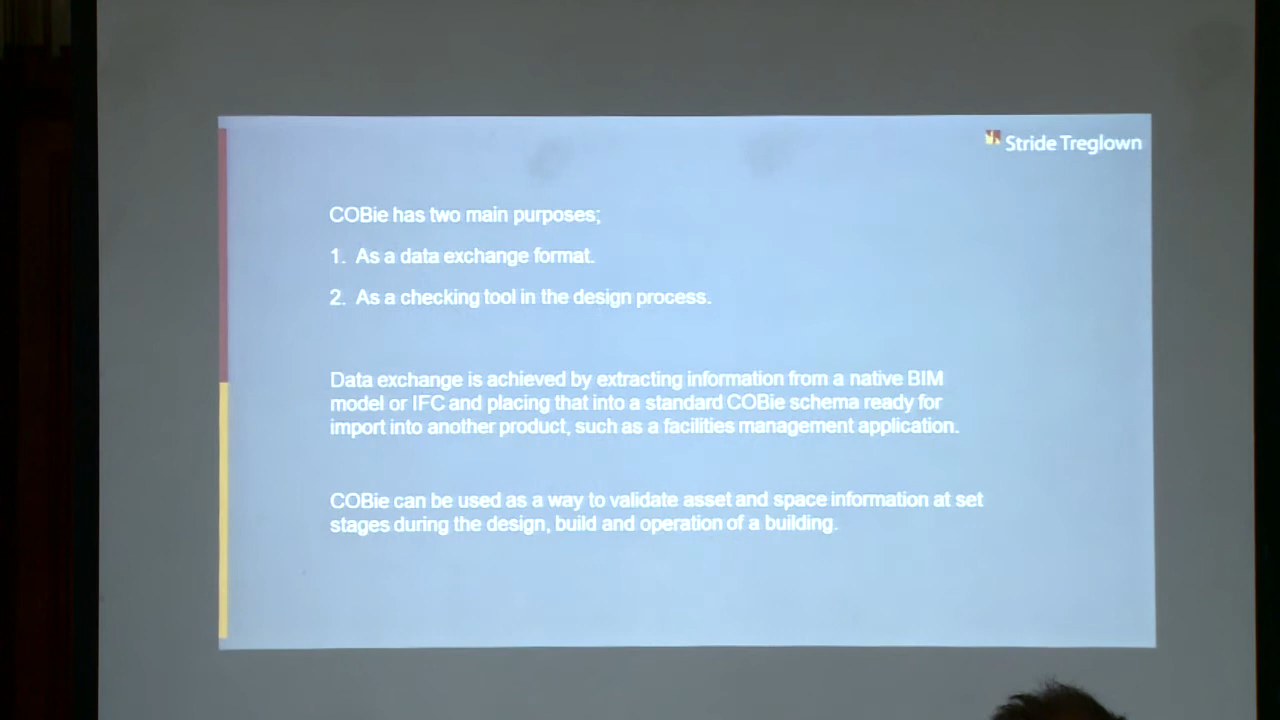 Stride Treglown
COBie has two main purposes;
1. As a data exchange format.
2. As a checking tool in the design process.
Data exchange is achieved by extracting information from a native BIM
model or IFC and placing that into a standard COBie schema ready for
import into another product, such as a facilities management application.
COBie can be used as a way to validate asset and space information at set
stages during the design, build and operation of a building.